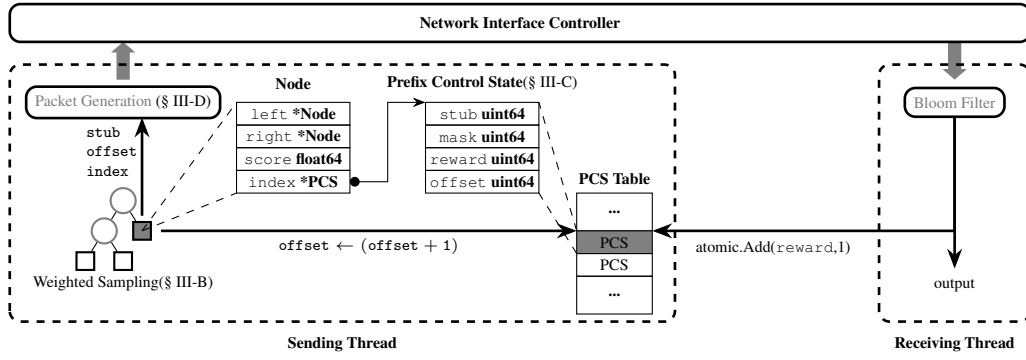 Network Interface Controller
Packet Generation (§ III-D)
stub
offset
index
Weighted Sampling(§ III-B)
Node
left *Node
right *Node
score float64
index *PCS
Prefix Control State(§ III-C)
stub uint64
mask uint64
reward uint64
offset uint64
PCS Table
...
PCS
PCS
...
offset ← (offset + 1)
atomic.Add(reward,1)
Bloom Filter
output
Sending Thread
Receiving Thread